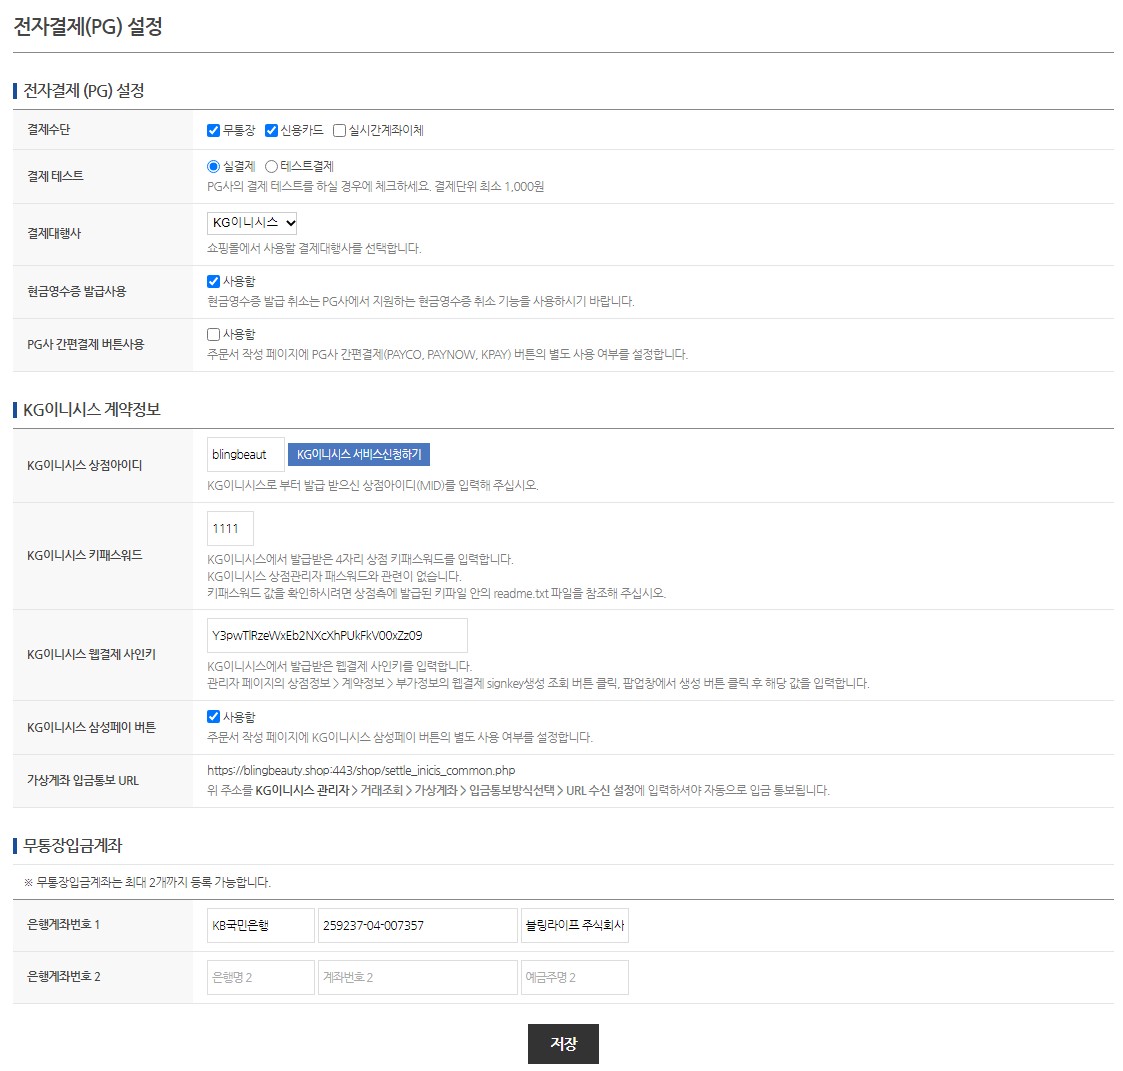 전자결제(PG) 설정
전자결제 (PG) 설정
결제수단
무통장 신용카드 실시간계좌이체
결제 테스트
실결제 테스트결제
PG사의 결제 테스트를 하실 경우에 체크하세요. 결제단위 최소 1,000원
결제대행사
KG이니시스
쇼핑몰에서 사용할 결제대행사를 선택합니다.
현금영수증 발급사용
사용함
현금영수증 발급 취소는 PG사에서 지원하는 현금영수증 취소 기능을 사용하시기 바랍니다.
PG사 간편결제 버튼사용
사용함
주문서 작성 페이지에 PG사 간편결제(PAYCO, PAYNOW, KPAY) 버튼의 별도 사용 여부를 설정합니다.
KG이니시스 계약정보
KG이니시스 상점아이디
blingbeaut KG이니시스 서비스신청하기
KG이니시스로 부터 발급 받으신 상점아이디(MID)를 입력해 주십시오.
KG이니시스 키패스워드
1111
KG이니시스에서 발급받은 4자리 상점 키패스워드를 입력합니다.
KG이니시스 상점관리자 패스워드와 관련이 없습니다.
키패스워드 값을 확인하시려면 상점측에 발급된 키파일 안의 readme.txt 파일을 참조해 주십시오.
KG이니시스 웹결제 사인키
Y3pwTlRzeWxEb2NXcXhPUkFkV00xZz09
KG이니시스에서 발급받은 웹결제 사인키를 입력합니다.
관리자 페이지의 상점정보 > 계약정보 > 부가정보의 웹결제 signkey생성 조회 버튼 클릭, 팝업창에서 생성 버튼 클릭 후 해당 값을 입력합니다.
KG이니시스 삼성페이 버튼
사용함
주문서 작성 페이지에 KG이니시스 삼성페이 버튼의 별도 사용 여부를 설정합니다.
가상계좌 입금통보 URL
https://blingbeauty.shop:443/shop/settle_inicis_common.php
위 주소를 KG이니시스 관리자 > 거래조회 > 가상계좌 > 입금통보방식선택 > URL 수신 설정에 입력하셔야 자동으로 입금 통보됩니다.
무통장입금계좌
※ 무통장입금계좌는 최대 2개까지 등록 가능합니다.
은행계좌번호 1
KB국민은행 259237-04-007357 블링라이프 주식회사
은행계좌번호 2
은행명 2 계좌번호 2 예금주명 2
저장